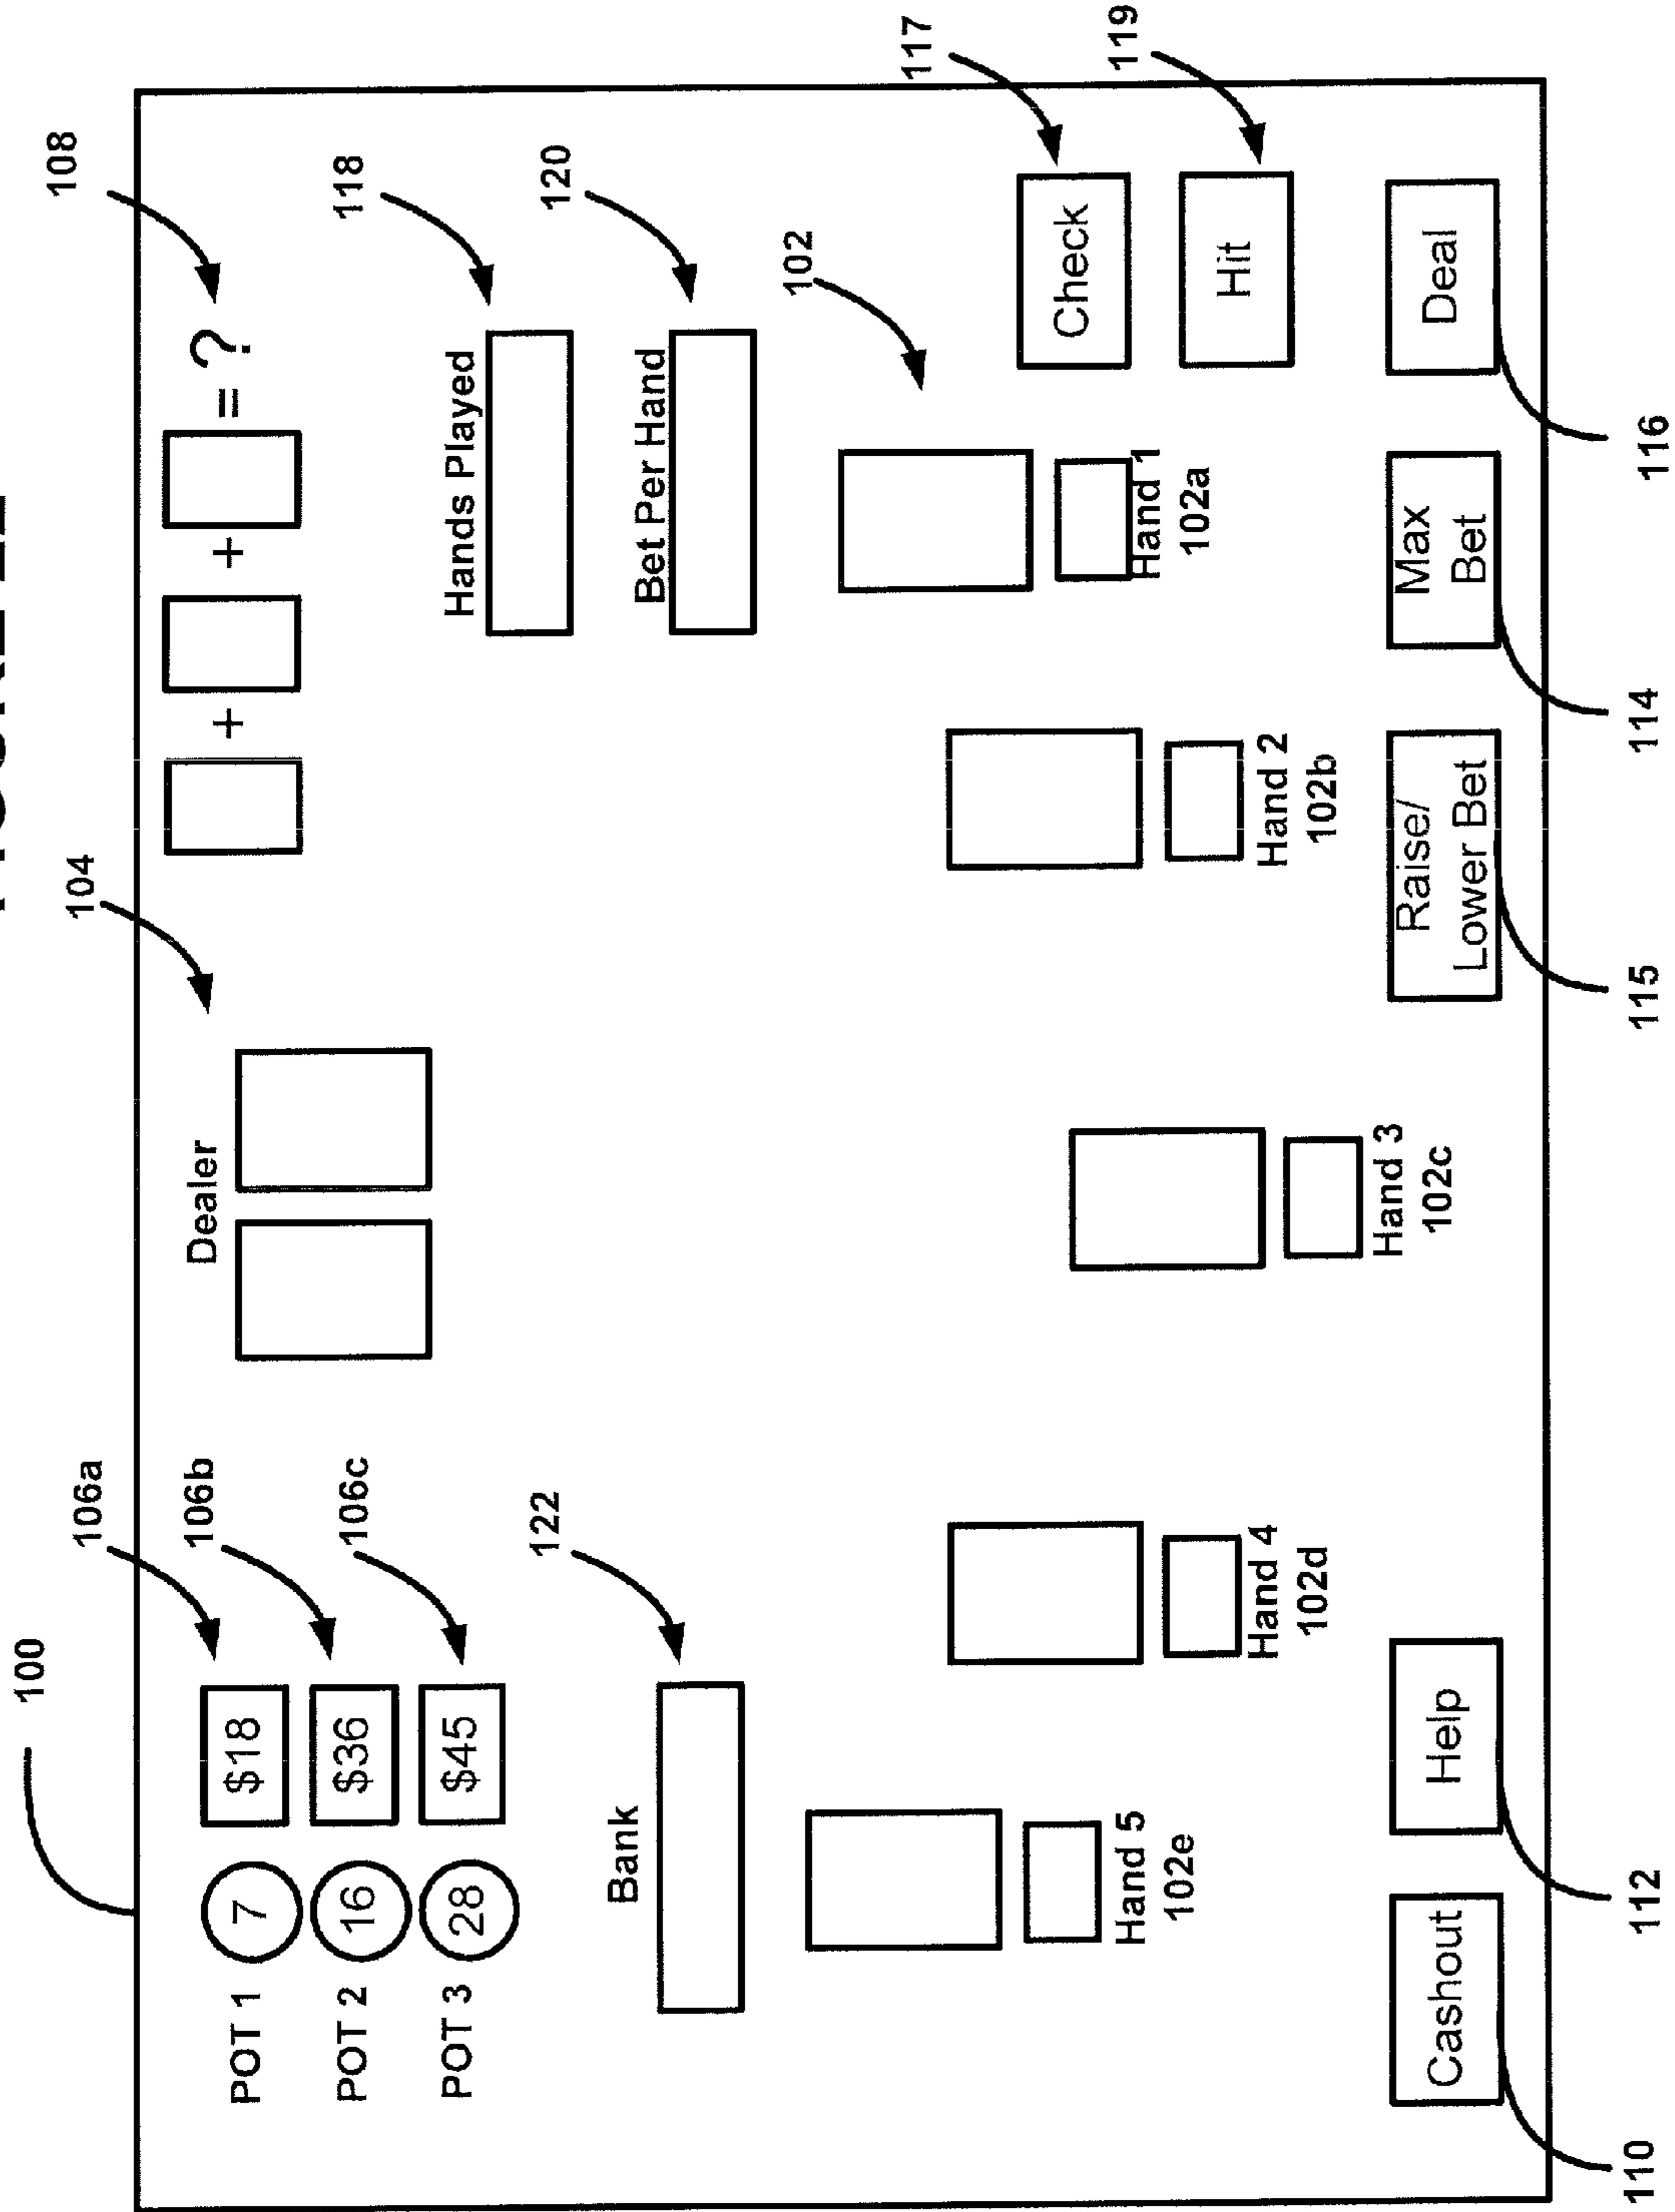 100
106a
104
108
106b
106c
POT 1 7 $18
POT 2 16 $36
POT 3 28 $45
Dealer
+ + = ?
118
Hands Played
122
120
Bank
Bet Per Hand
102
117
Hand 5
102e
Hand 4
102d
Hand 3
102c
Hand 2
102b
Hand 1
102a
Check
119
Hit
Cashout
Help
Raise/
Lower Bet
Max
Bet
Deal
110
112
115
114
116